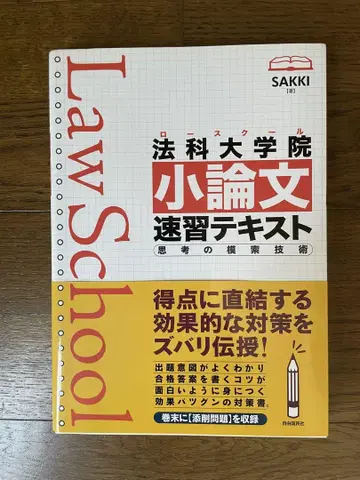 Law School
SAKKI
[著]
ロースクール
法科大学院
小論文
速習テキスト
思考の模索技術
得点に直結する
効果的な対策を
ズバリ伝授!
出題意図がよくわかり
合格答案を書くコツが
面白いように身につく
効果バツグンの対策書。
巻末に【添削問題】を収録
自由国民社